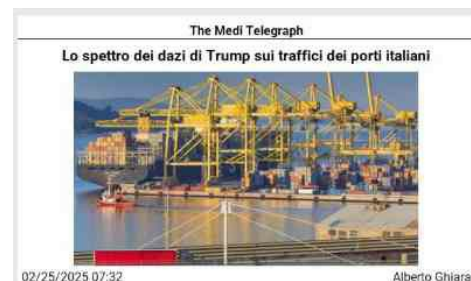 The Medi Telegraph
Lo spettro dei dazi di Trump sui traffici dei porti italiani
02/25/2025 07:32
Alberto Ghiara